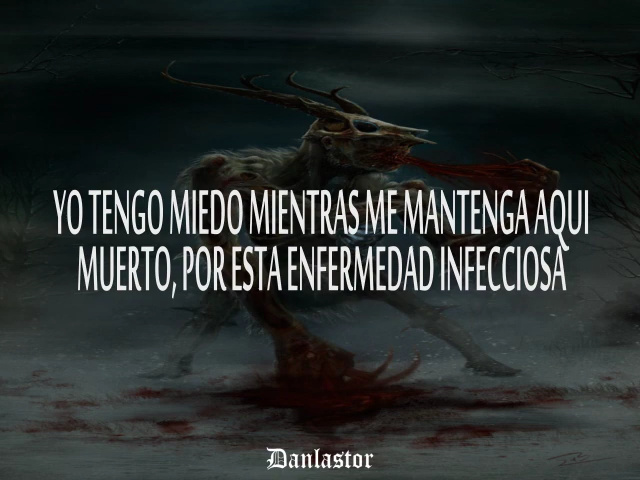 YO TENGO MIEDO MIENTRAS ME MANTENGA AQUI
MUERTO, POR ESTA ENFERMEDAD INFECCIOSA
Danlastor